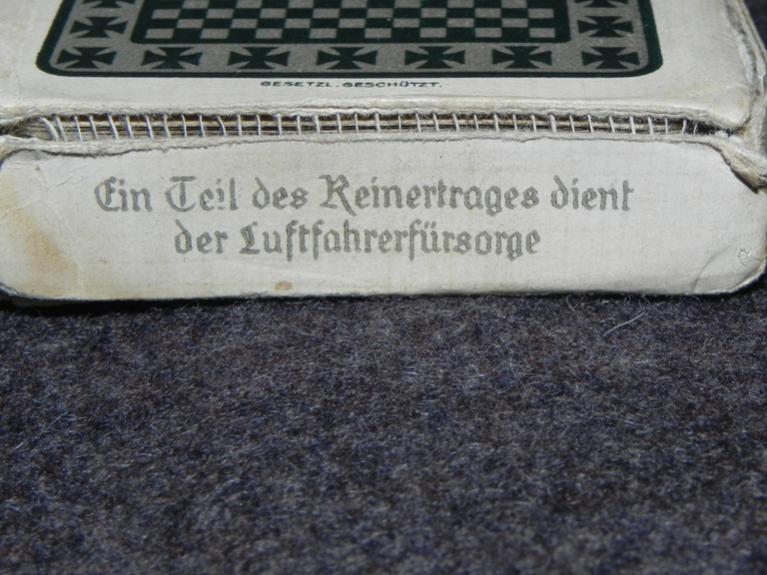 GESETZL. GESCHÜTZT.
Ein Teil des Reinertrages dient
der Luftfahrerfürsorge